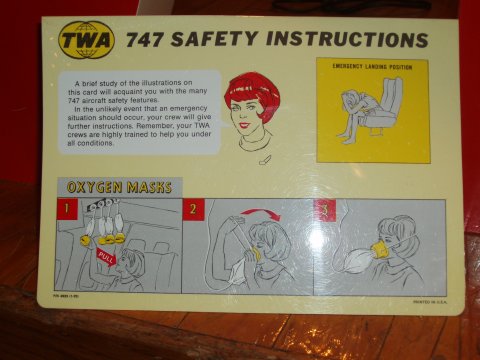 TWA
747 SAFETY INSTRUCTIONS
A brief study of the illustrations on
this card will acquaint you with the many
747 aircraft safety features.
In the unlikely event that an emergency
situation should occur, your crew will give
further instructions. Remember, your TWA
crews are highly trained to help you under
all conditions.
EMERGENCY LANDING POSITION
OXYGEN MASKS
1
PULL
2
3
PRINTED IN U.S.A.